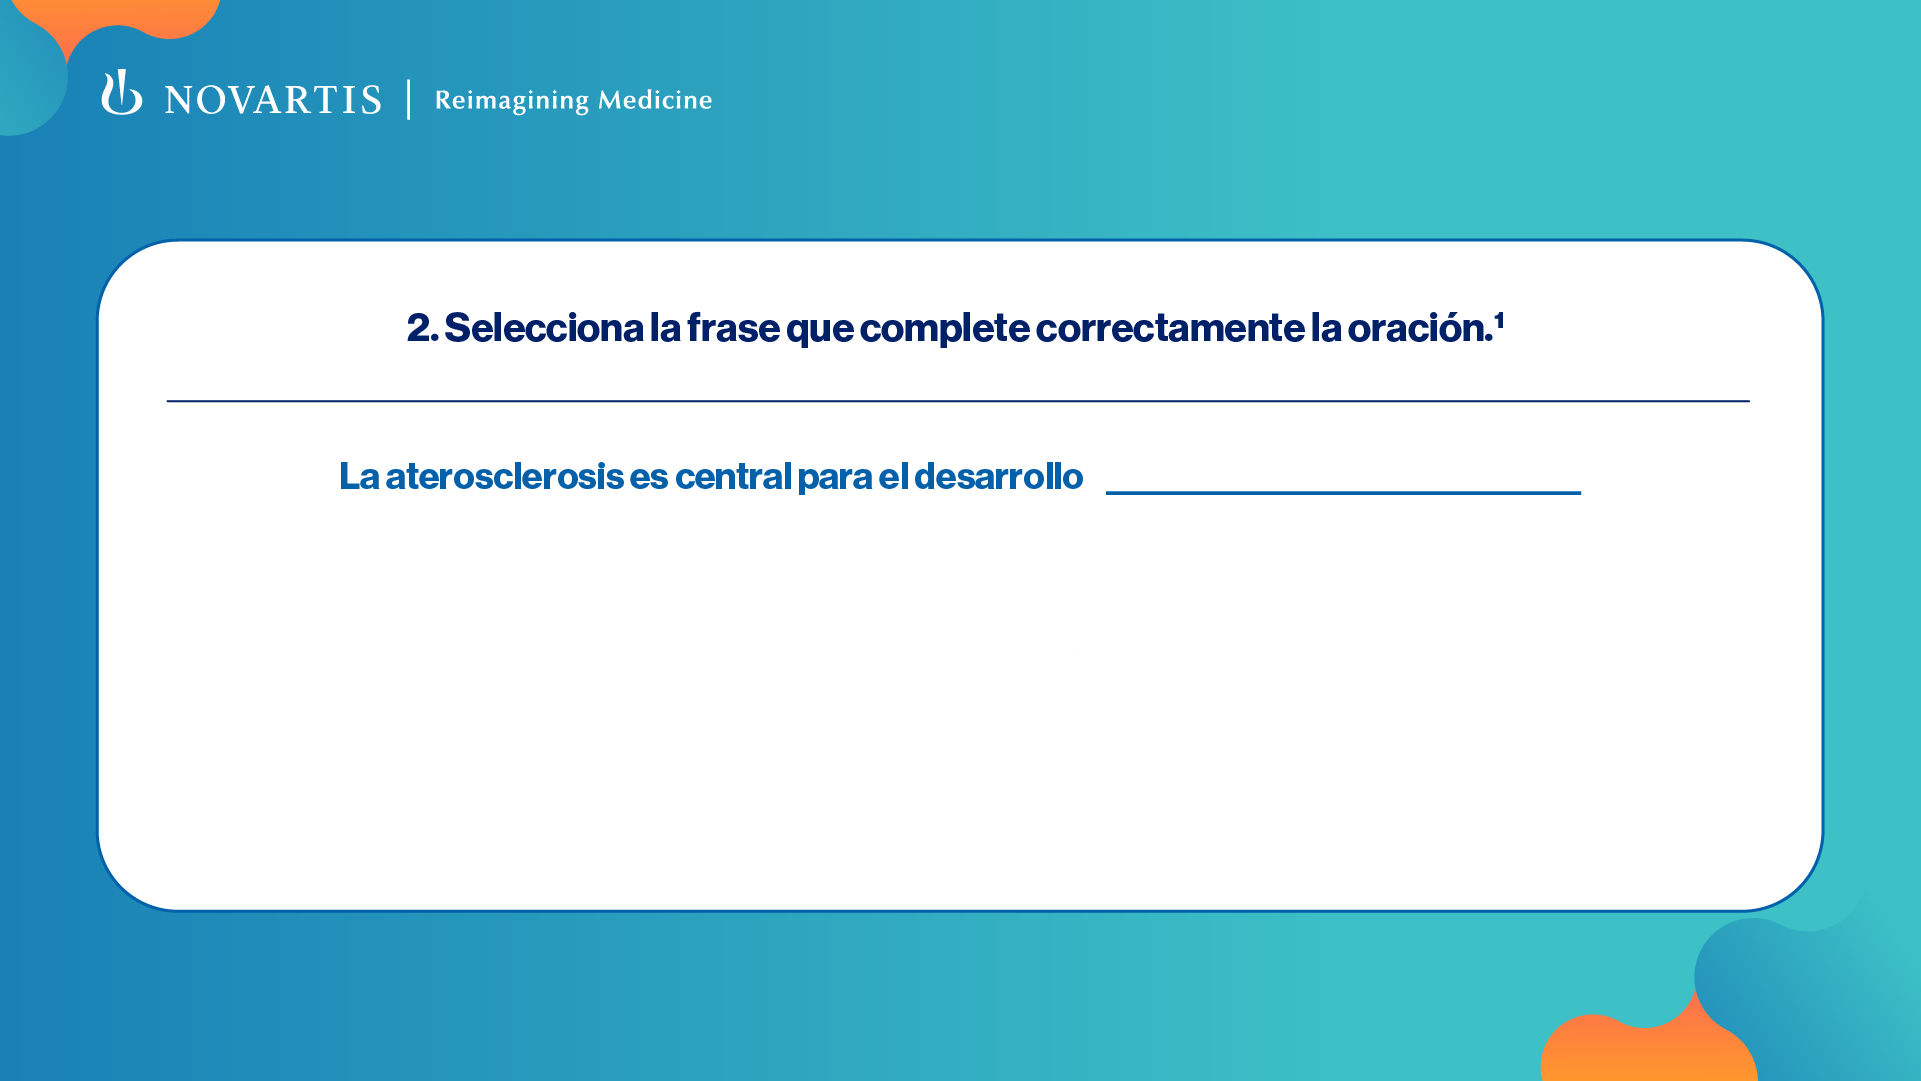 NOVARTIS | Reimagining Medicine
2. Selecciona la frase que complete correctamente la oración.¹
La aterosclerosis es central para el desarrollo ____________________